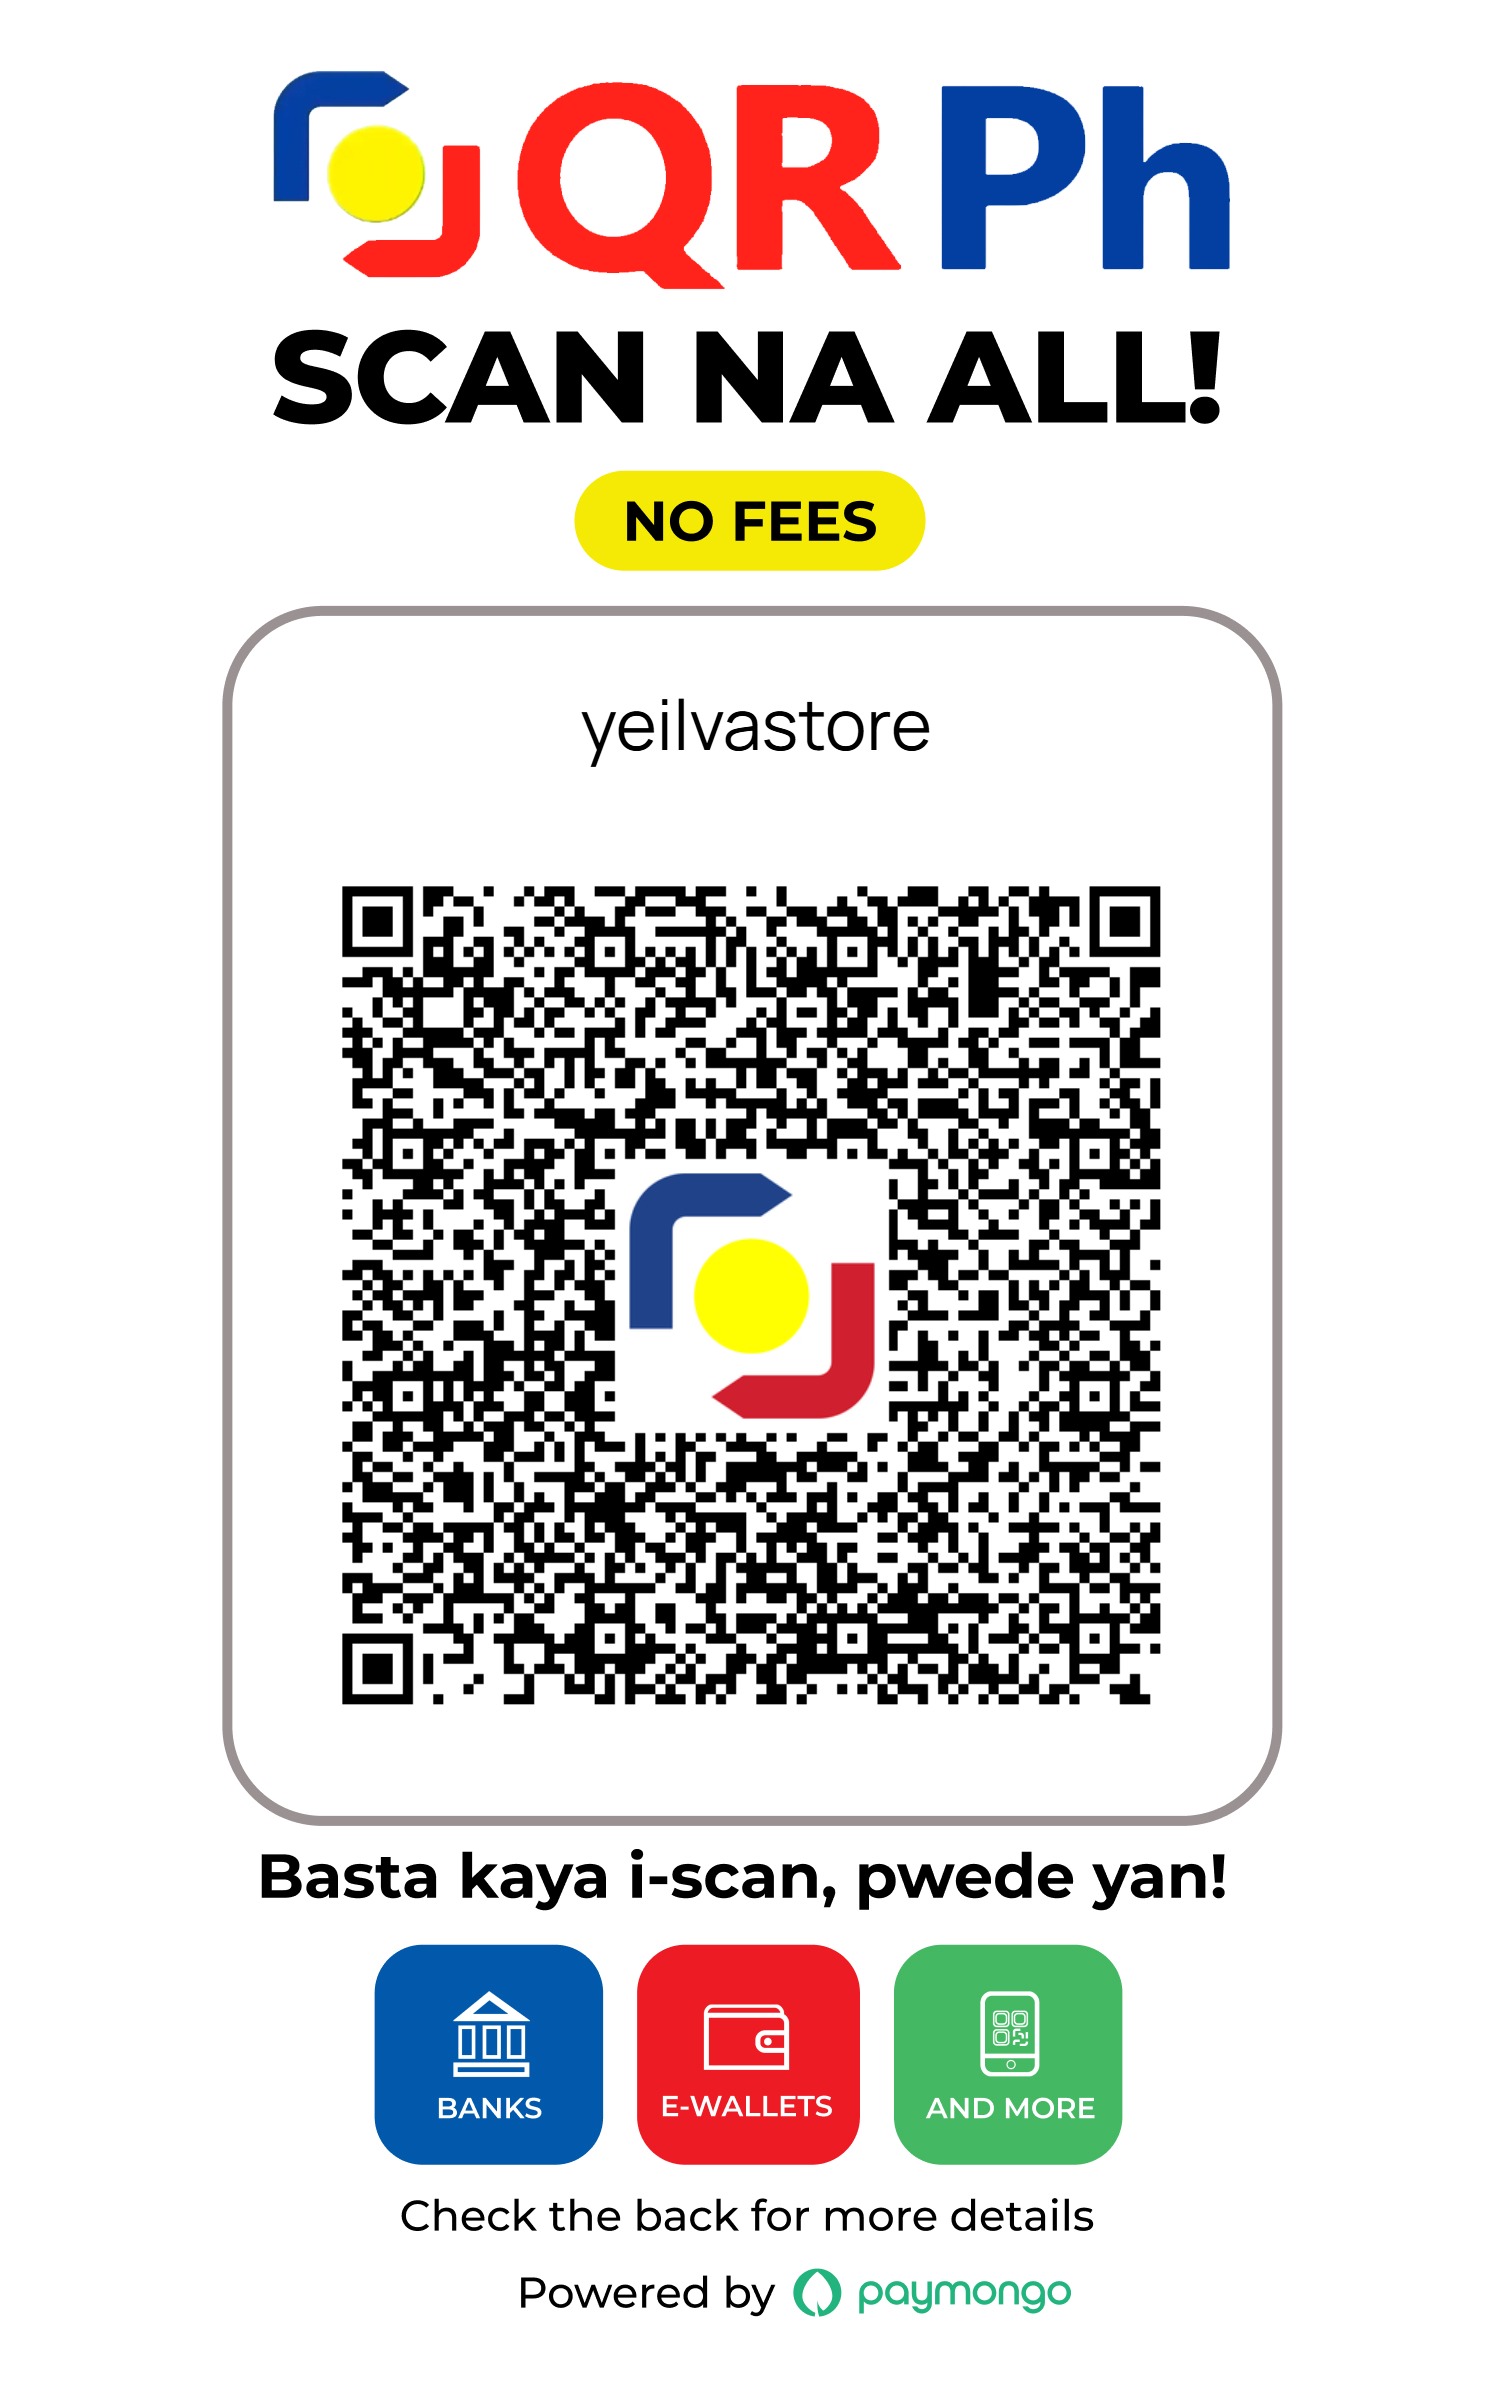 QR Ph
SCAN NA ALL!
NO FEES
yeilvastore
Basta kaya i-scan, pwede yan!
BANKS
E-WALLETS
AND MORE
Check the back for more details
Powered by paymongo